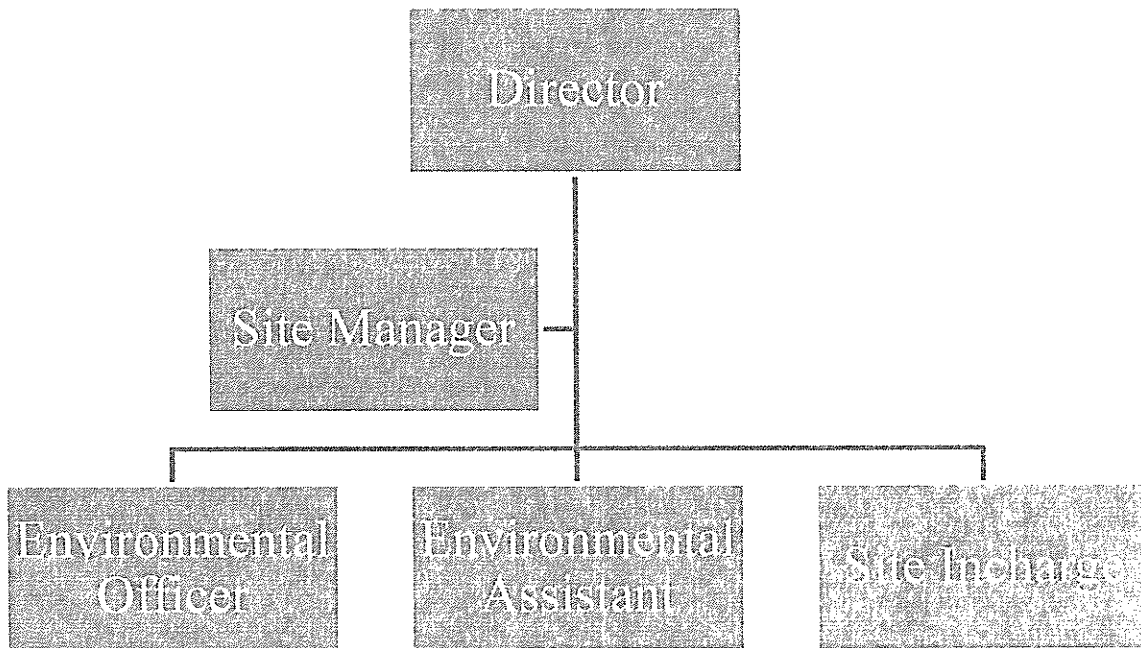 Director
Site Manager
Environmental
Officer
Environmental
Assistant
Site Incharge